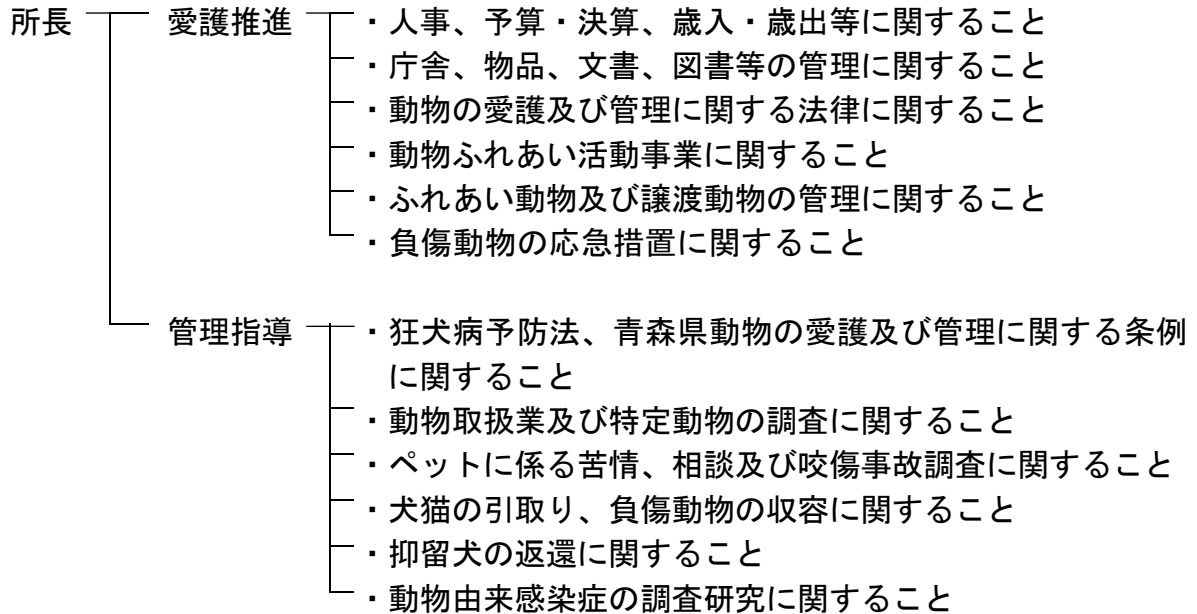 所長 愛護推進 ・人事、予算・決算、歳入・歳出等に関すること
・庁舎、物品、文書、図書等の管理に関すること
・動物の愛護及び管理に関する法律に関すること
・動物ふれあい活動事業に関すること
・ふれあい動物及び譲渡動物の管理に関すること
・負傷動物の応急措置に関すること
管理指導 ・狂犬病予防法、青森県動物の愛護及び管理に関する条例
に関すること
・動物取扱業及び特定動物の調査に関すること
・ペットに係る苦情、相談及び咬傷事故調査に関すること
・犬猫の引取り、負傷動物の収容に関すること
・抑留犬の返還に関すること
・動物由来感染症の調査研究に関すること